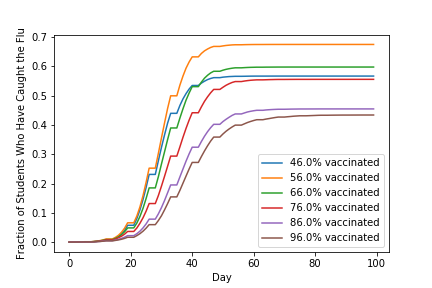 Fraction of Students Who Have Caught the Flu
0.7
0.6
0.5
0.4
0.3
0.2
0.1
0.0
46.0% vaccinated
56.0% vaccinated
66.0% vaccinated
76.0% vaccinated
86.0% vaccinated
96.0% vaccinated
0 20 40 60 80 100
Day